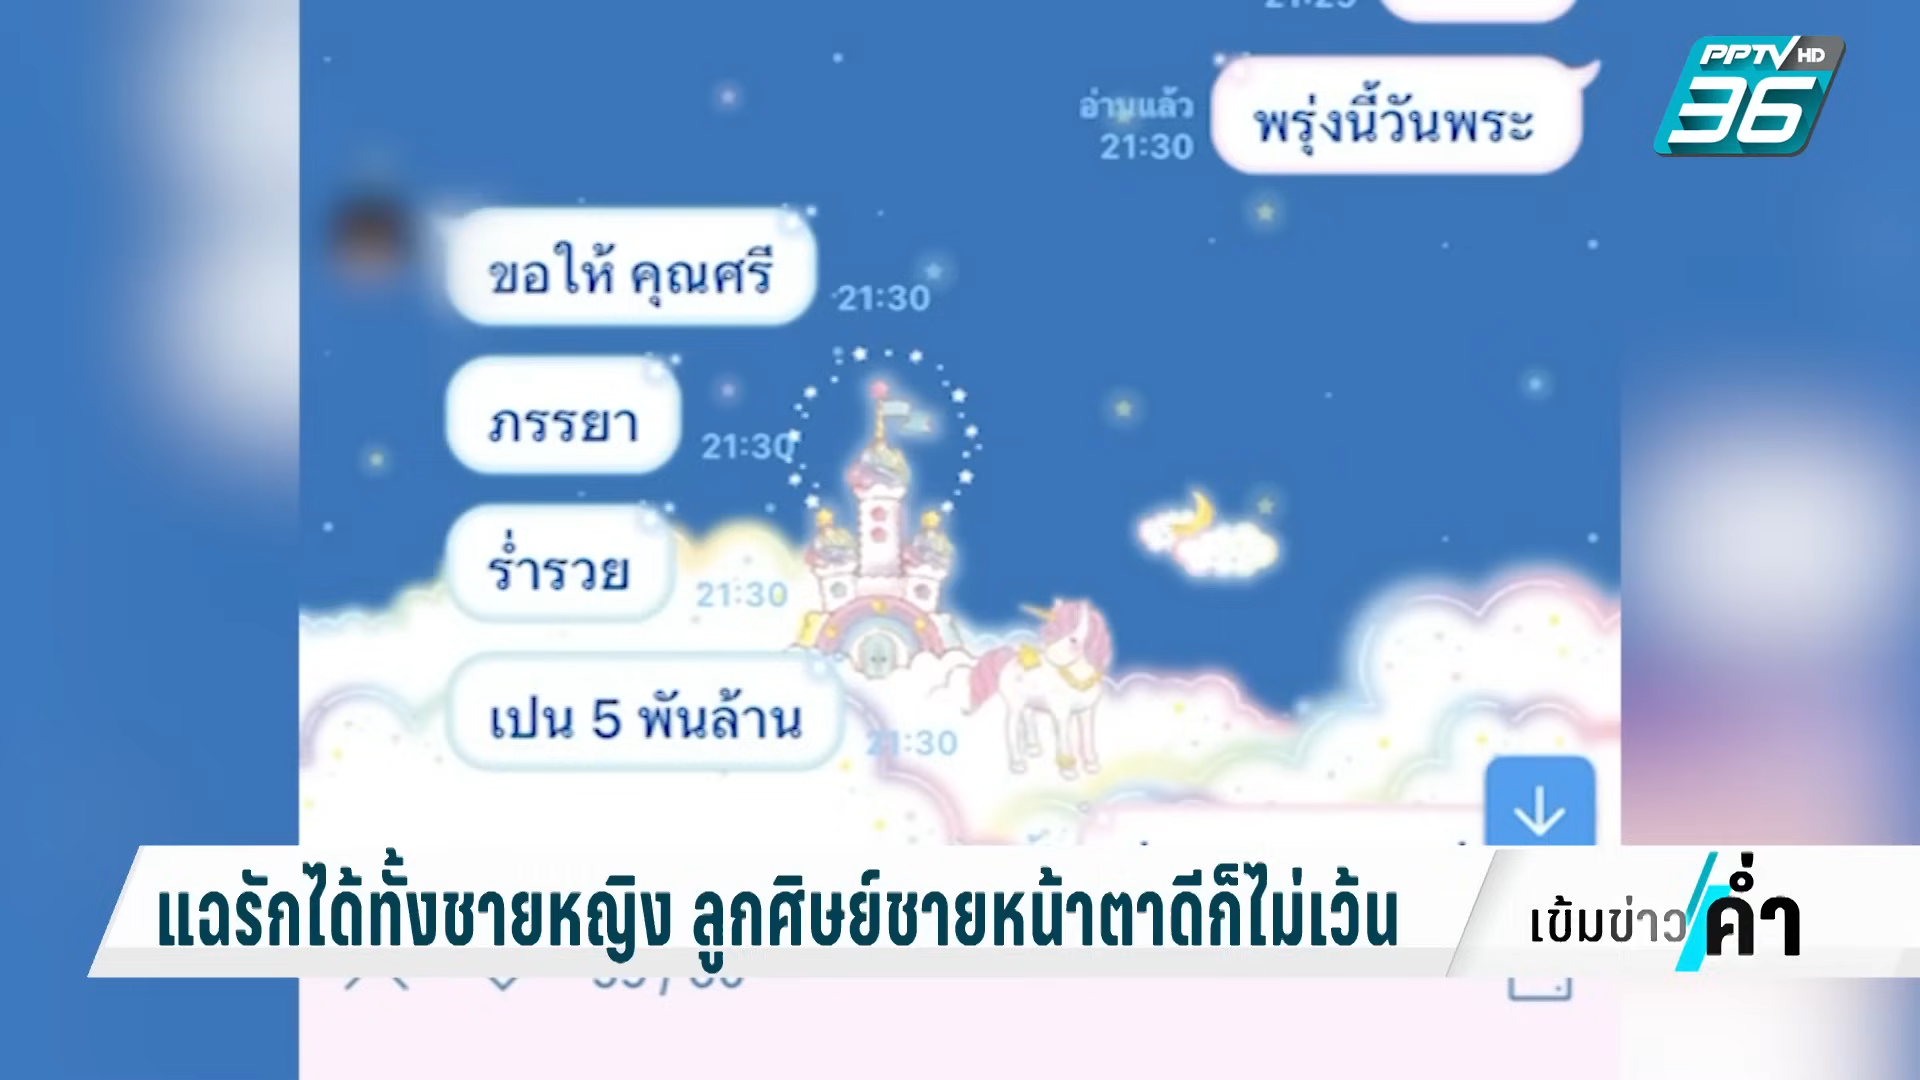 PPTV HD
36
พรุ่งนี้วันพระ
อ่านแล้ว
21:30
ขอให้ คุณศรี
21:30
ภรรยา
21:30
ร่ำรวย
21:30
เปน 5 พันล้าน
21:30
แฉรักได้ทั้งชายหญิง ลูกศิษย์ชายหน้าตาดีก็ไม่เว้น
เข้มข่าวค่ำ